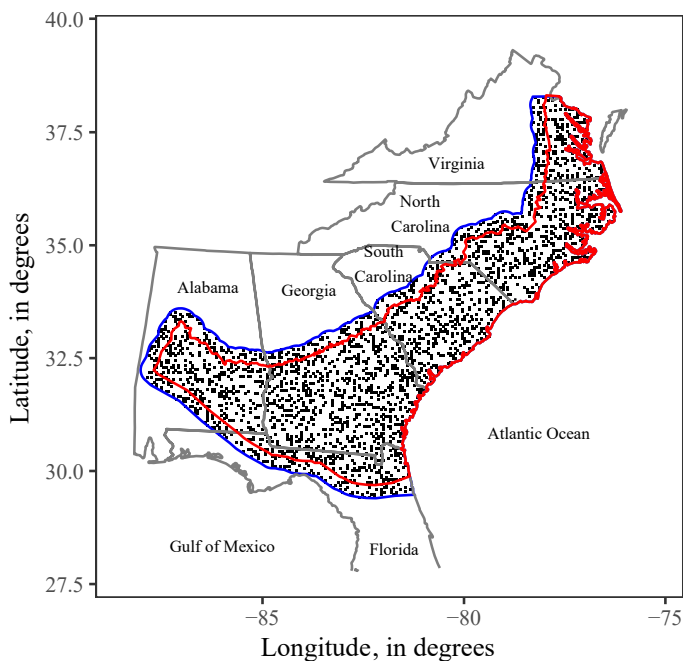 40.0
37.5
35.0
32.5
30.0
27.5
Latitude, in degrees
Virginia
North
Carolina
South
Carolina
Alabama
Georgia
Atlantic Ocean
Gulf of Mexico
Florida
−85
−80
−75
Longitude, in degrees